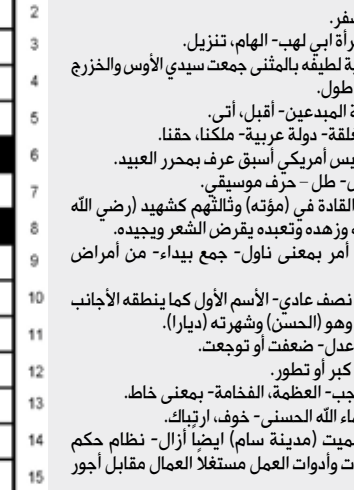 2
3
4
5
6
7
8
9
10
11
12
13
14
15
سفر.
رأة ابي لهب- الهام، تنزيل.
ية لطيفه بالمثنى جمعت سيدي الأوس والخزرج
طول.
ة المبدعين- أقبل، أتى.
علقة- دولة عربية- ملكنا، حقنا.
يس أمريكي أسبق عرف بمحرر العبيد.
- طل – حرف موسيقي.
القادة في (مؤته) وثالثهم كشهيد (رضي الله
ه وزهده وتعبده يقرض الشعر ويجيده.
أمر بمعنى ناول- جمع بيداء- من أمراض
نصف عادي- الأسم الأول كما ينطقه الأجانب
وهو (الحسن) وشهرته (ديارا).
عدل- ضعفت أو توجعت.
كبر أو تطور.
جب- العظمة، الفخامة- بمعنى خاط.
ماء الله الحسنى- خوف، ارتباك.
ميت (مدينة سام) ايضا أزال- نظام حكم
ت وأدوات العمل مستغلاً العمال مقابل أجور